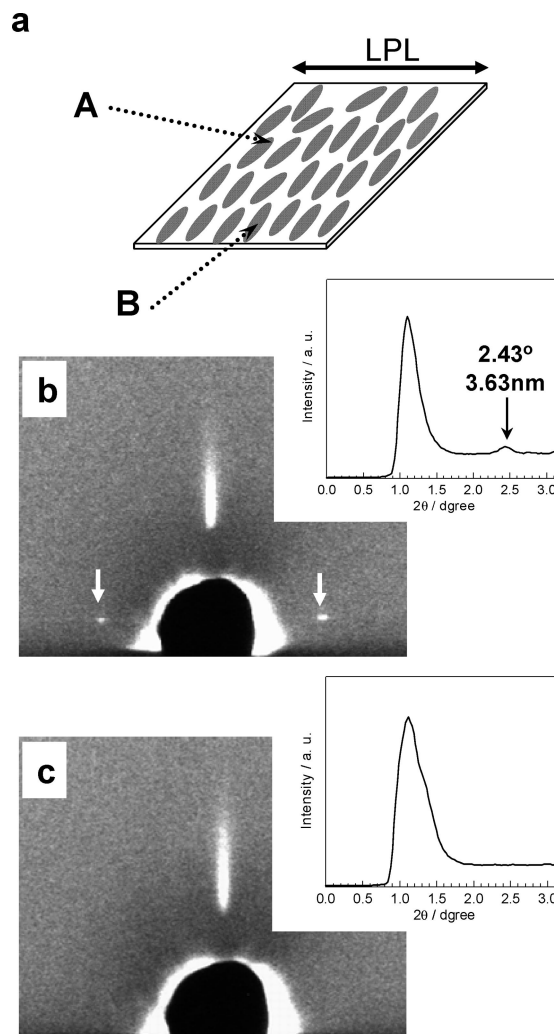 a
LPL
A
B
b
Intensity / a. u.
2.43º
3.63nm
0.0 0.5 1.0 1.5 2.0 2.5 3.0
2θ / dgree
c
Intensity / a. u.
0.0 0.5 1.0 1.5 2.0 2.5 3.0
2θ / dgree